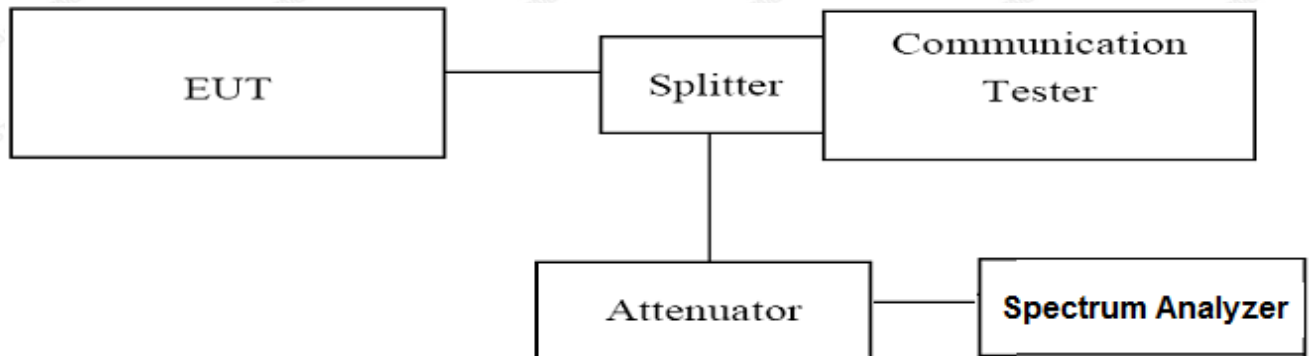 EUT
Splitter
Communication
Tester
Attenuator
Spectrum Analyzer